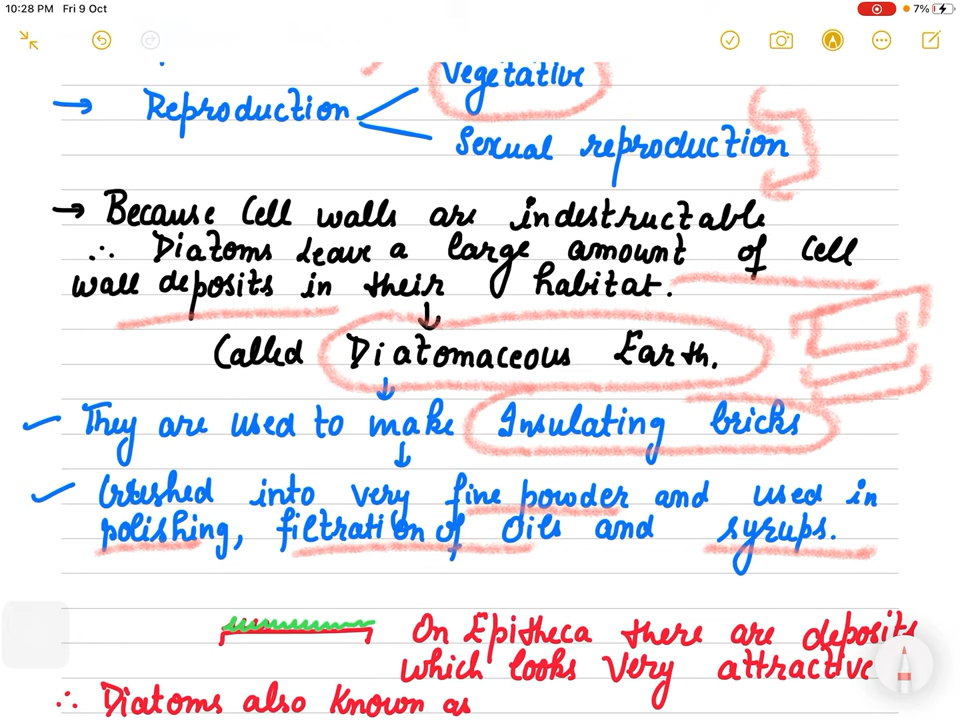 10:28 PM Fri 9 Oct
7%
Vegetative
→ Reproduction
Sexual reproduction
→ Because Cell walls are indestructable
∴ Diatoms leave a large amount of Cell
wall deposits in their habitat.
Called Diatomaceous Earth.
They are used to make Insulating bricks
Crushed into very fine powder and used in
polishing, filtration of Oils and syrups.
On Epitheca there are deposits
which looks Very attractive
∴ Diatoms also Known as